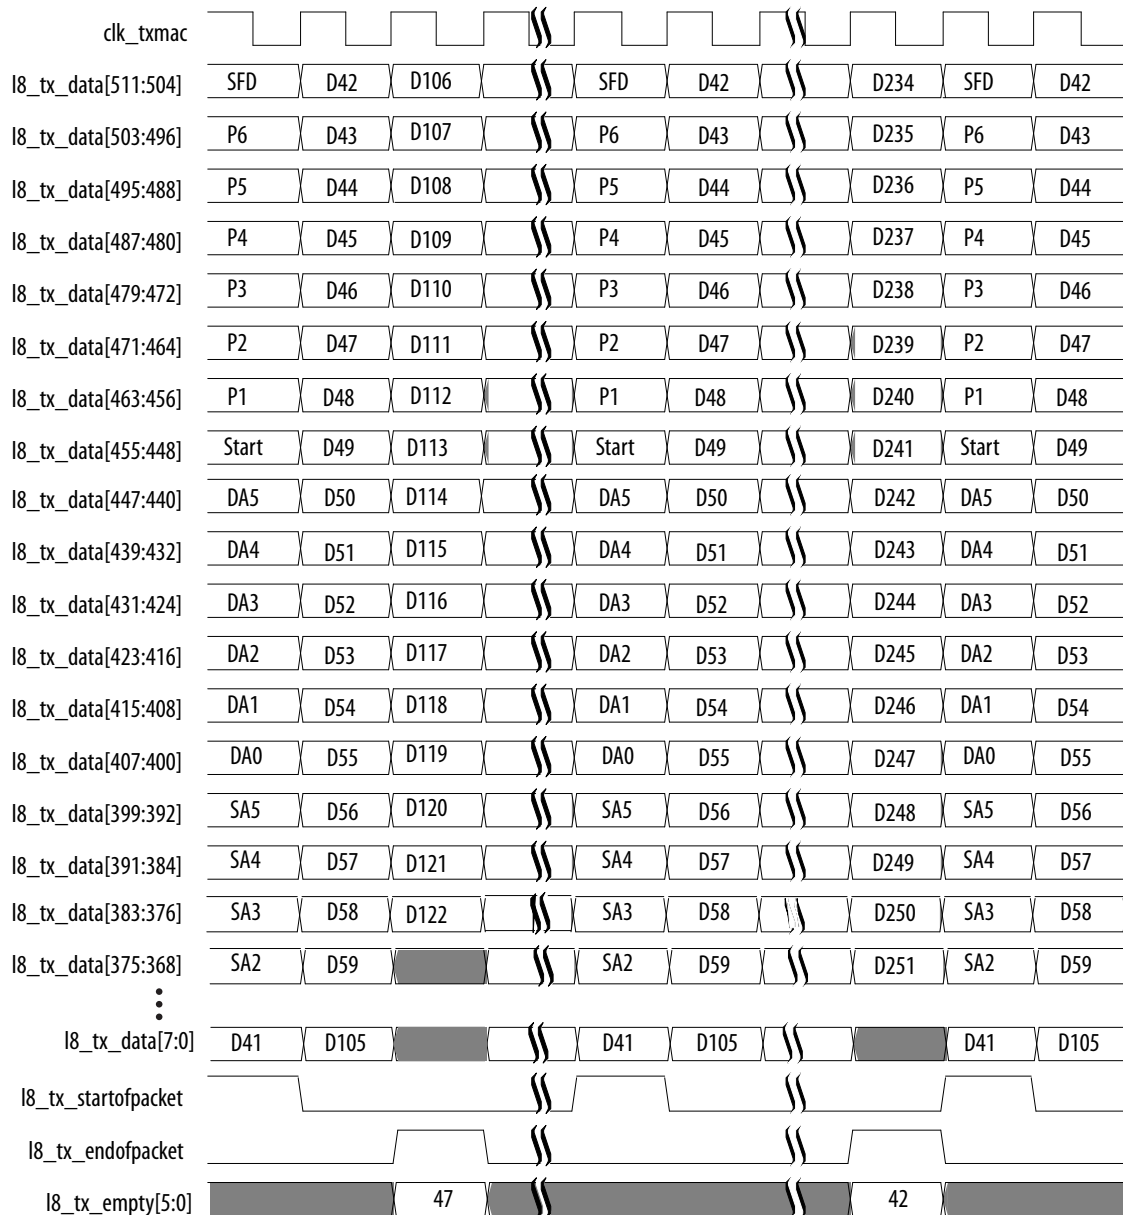 clk_txmac
l8_tx_data[511:504] SFD D42 D106 SFD D42 D234 SFD D42
l8_tx_data[503:496] P6 D43 D107 P6 D43 D235 P6 D43
l8_tx_data[495:488] P5 D44 D108 P5 D44 D236 P5 D44
l8_tx_data[487:480] P4 D45 D109 P4 D45 D237 P4 D45
l8_tx_data[479:472] P3 D46 D110 P3 D46 D238 P3 D46
l8_tx_data[471:464] P2 D47 D111 P2 D47 D239 P2 D47
l8_tx_data[463:456] P1 D48 D112 P1 D48 D240 P1 D48
l8_tx_data[455:448] Start D49 D113 Start D49 D241 Start D49
l8_tx_data[447:440] DA5 D50 D114 DA5 D50 D242 DA5 D50
l8_tx_data[439:432] DA4 D51 D115 DA4 D51 D243 DA4 D51
l8_tx_data[431:424] DA3 D52 D116 DA3 D52 D244 DA3 D52
l8_tx_data[423:416] DA2 D53 D117 DA2 D53 D245 DA2 D53
l8_tx_data[415:408] DA1 D54 D118 DA1 D54 D246 DA1 D54
l8_tx_data[407:400] DA0 D55 D119 DA0 D55 D247 DA0 D55
l8_tx_data[399:392] SA5 D56 D120 SA5 D56 D248 SA5 D56
l8_tx_data[391:384] SA4 D57 D121 SA4 D57 D249 SA4 D57
l8_tx_data[383:376] SA3 D58 D122 SA3 D58 D250 SA3 D58
l8_tx_data[375:368] SA2 D59 SA2 D59 D251 SA2 D59
l8_tx_data[7:0] D41 D105 D41 D105 D41 D105
l8_tx_startofpacket
l8_tx_endofpacket
l8_tx_empty[5:0] 47 42